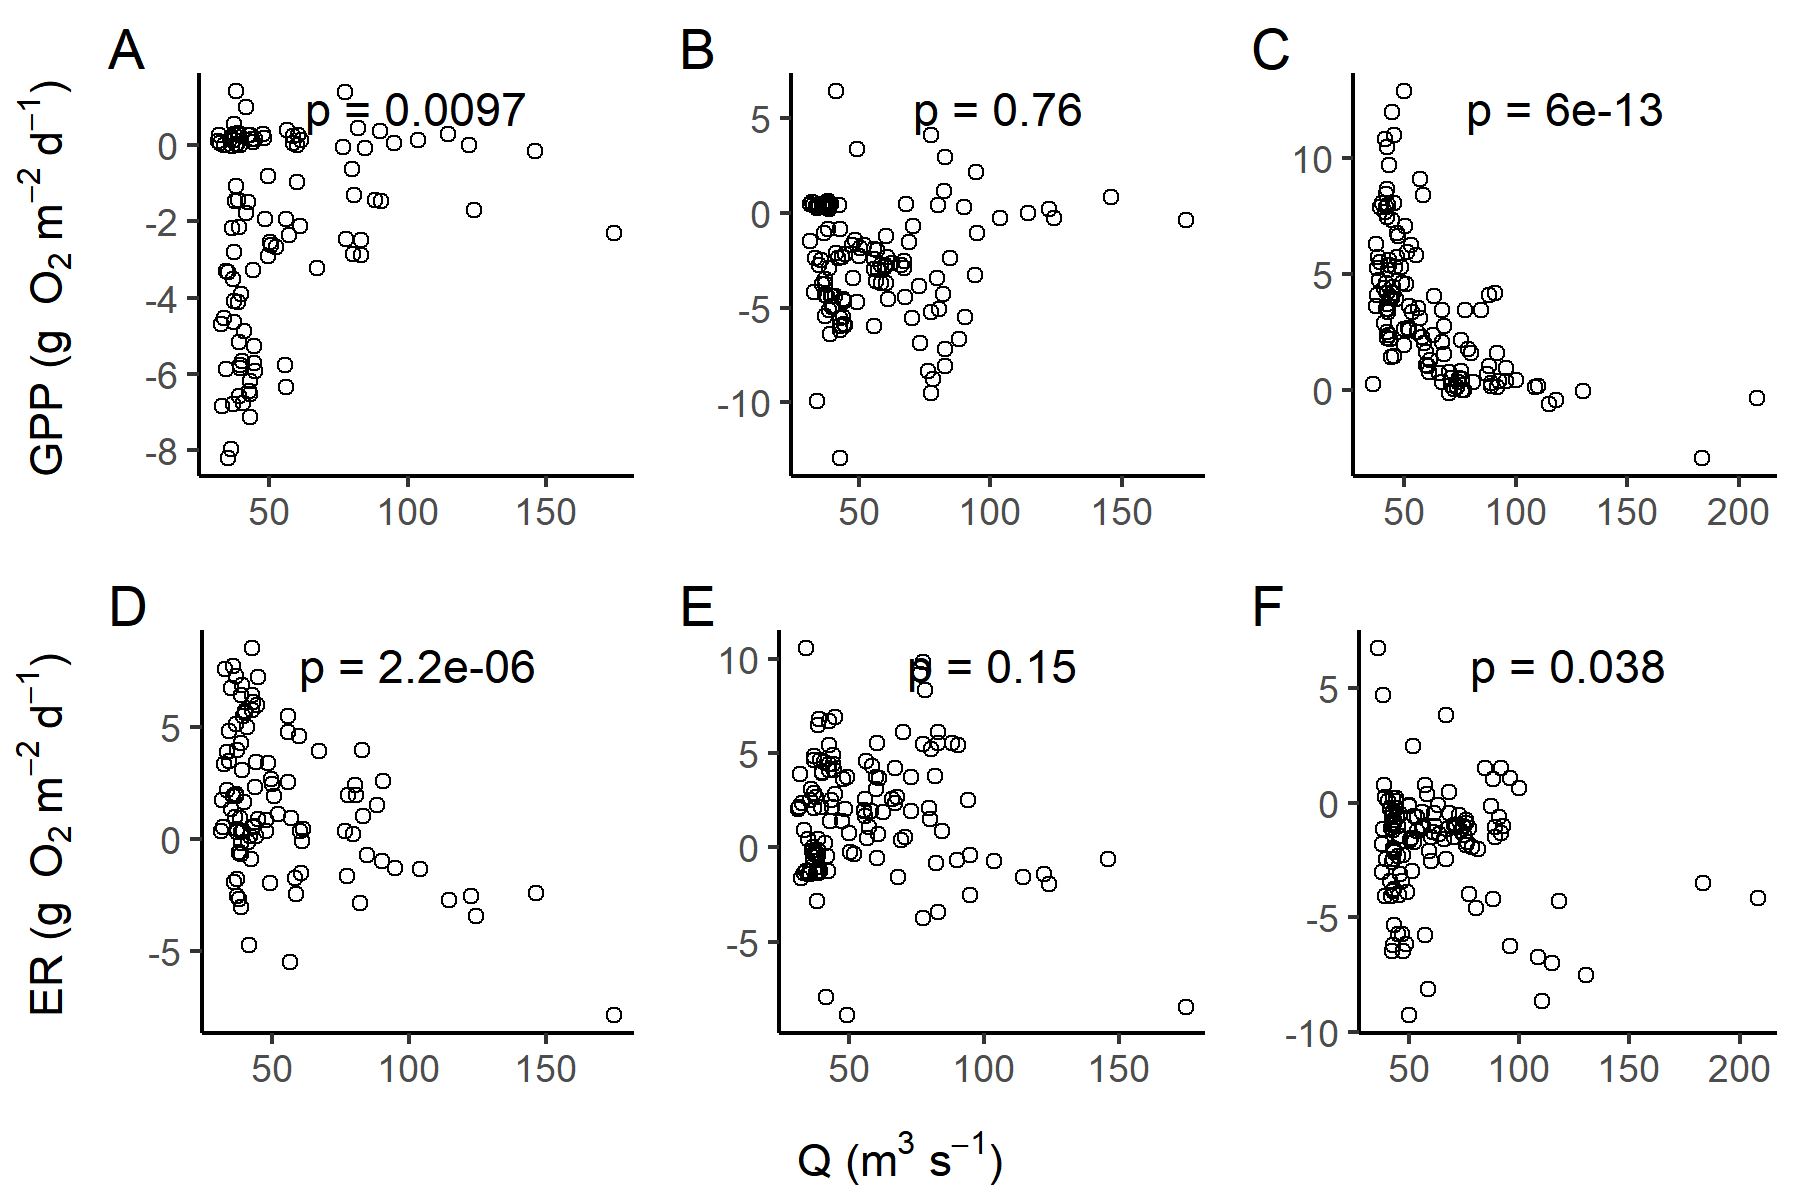 A
B
C
GPP (g O₂ m⁻² d⁻¹)
p = 0.0097
p = 0.76
p = 6e-13
0
-2
-4
-6
-8
5
0
-5
-10
10
5
0
50 100 150
50 100 150
50 100 150 200
D
E
F
ER (g O₂ m⁻² d⁻¹)
p = 2.2e-06
p = 0.15
p = 0.038
5
0
-5
10
5
0
-5
5
0
-5
-10
50 100 150
50 100 150
50 100 150 200
Q (m³ s⁻¹)